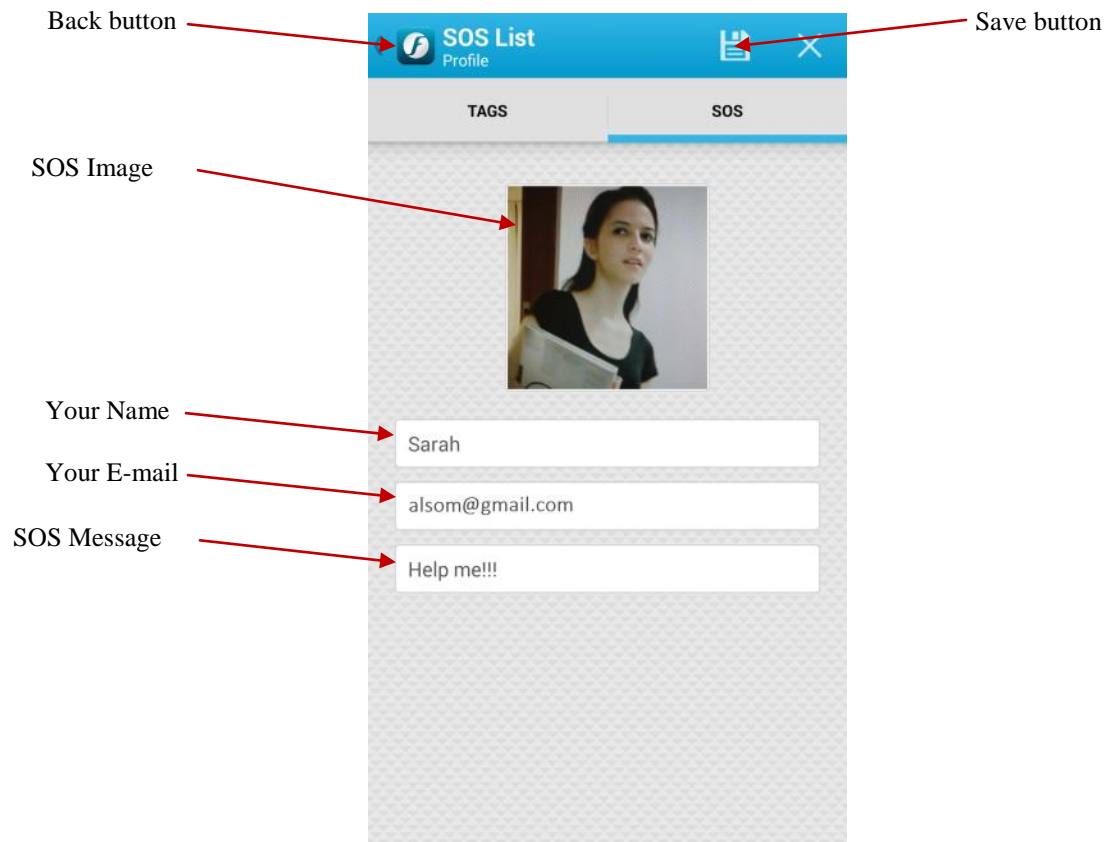 Back button
Save button
SOS List
Profile
TAGS
SOS
SOS Image
Your Name
Sarah
Your E-mail
alsom@gmail.com
SOS Message
Help me!!!